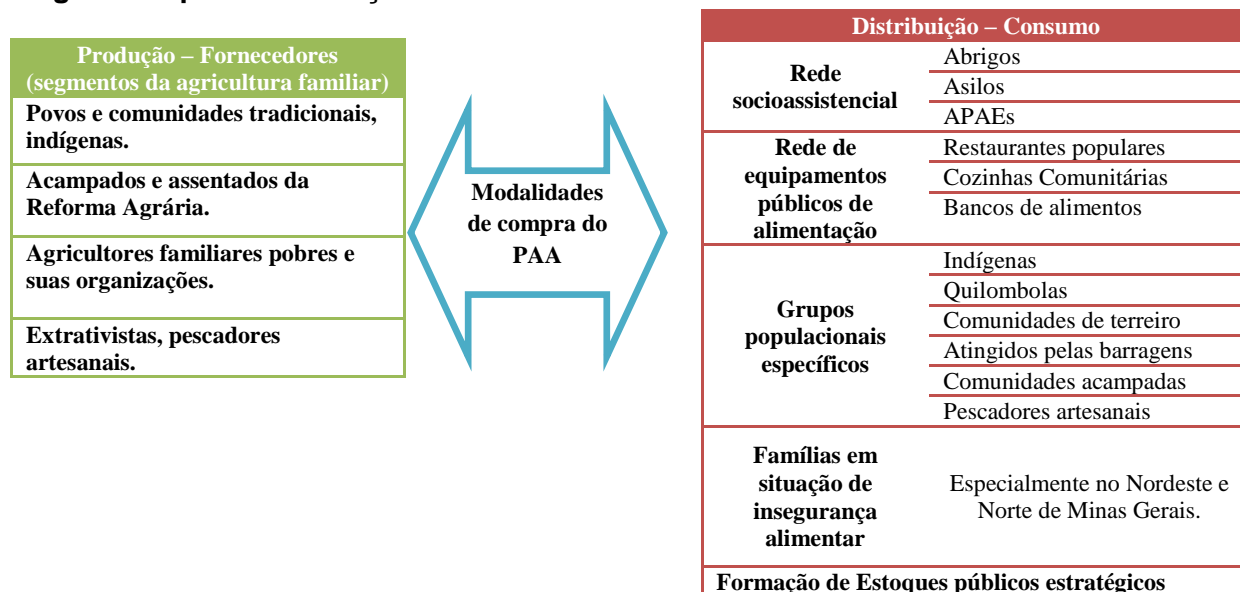 Produção – Fornecedores
(segmentos da agricultura familiar)
Povos e comunidades tradicionais,
indígenas.
Acampados e assentados da
Reforma Agrária.
Agricultores familiares pobres e
suas organizações.
Extrativistas, pescadores
artesanais.
Modalidades
de compra do
PAA
Distribuição – Consumo
Rede
socioassistencial
Abrigos
Asilos
APAEs
Rede de
equipamentos
públicos de
alimentação
Restaurantes populares
Cozinhas Comunitárias
Bancos de alimentos
Grupos
populacionais
específicos
Indígenas
Quilombolas
Comunidades de terreiro
Atingidos pelas barragens
Comunidades acampadas
Pescadores artesanais
Famílias em
situação de
insegurança
alimentar
Especialmente no Nordeste e
Norte de Minas Gerais.
Formação de Estoques públicos estratégicos